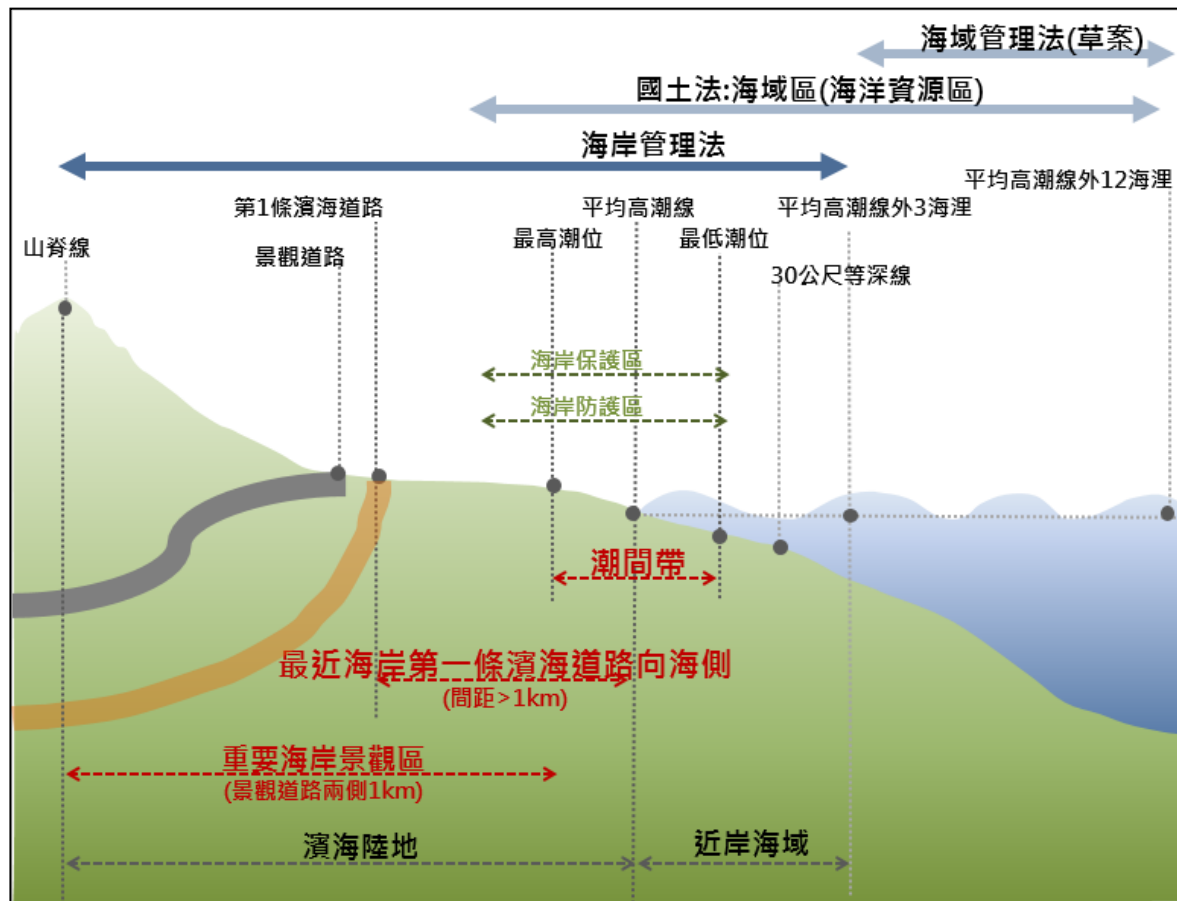 海域管理法(草案)
國土法:海域區(海洋資源區)
海岸管理法
平均高潮線外12海浬
第1條濱海道路
平均高潮線
平均高潮線外3海浬
山脊線
景觀道路
最高潮位
最低潮位
30公尺等深線
海岸保護區
海岸防護區
潮間帶
最近海岸第一條濱海道路向海側
(間距>1km)
重要海岸景觀區
(景觀道路兩側1km)
濱海陸地
近岸海域